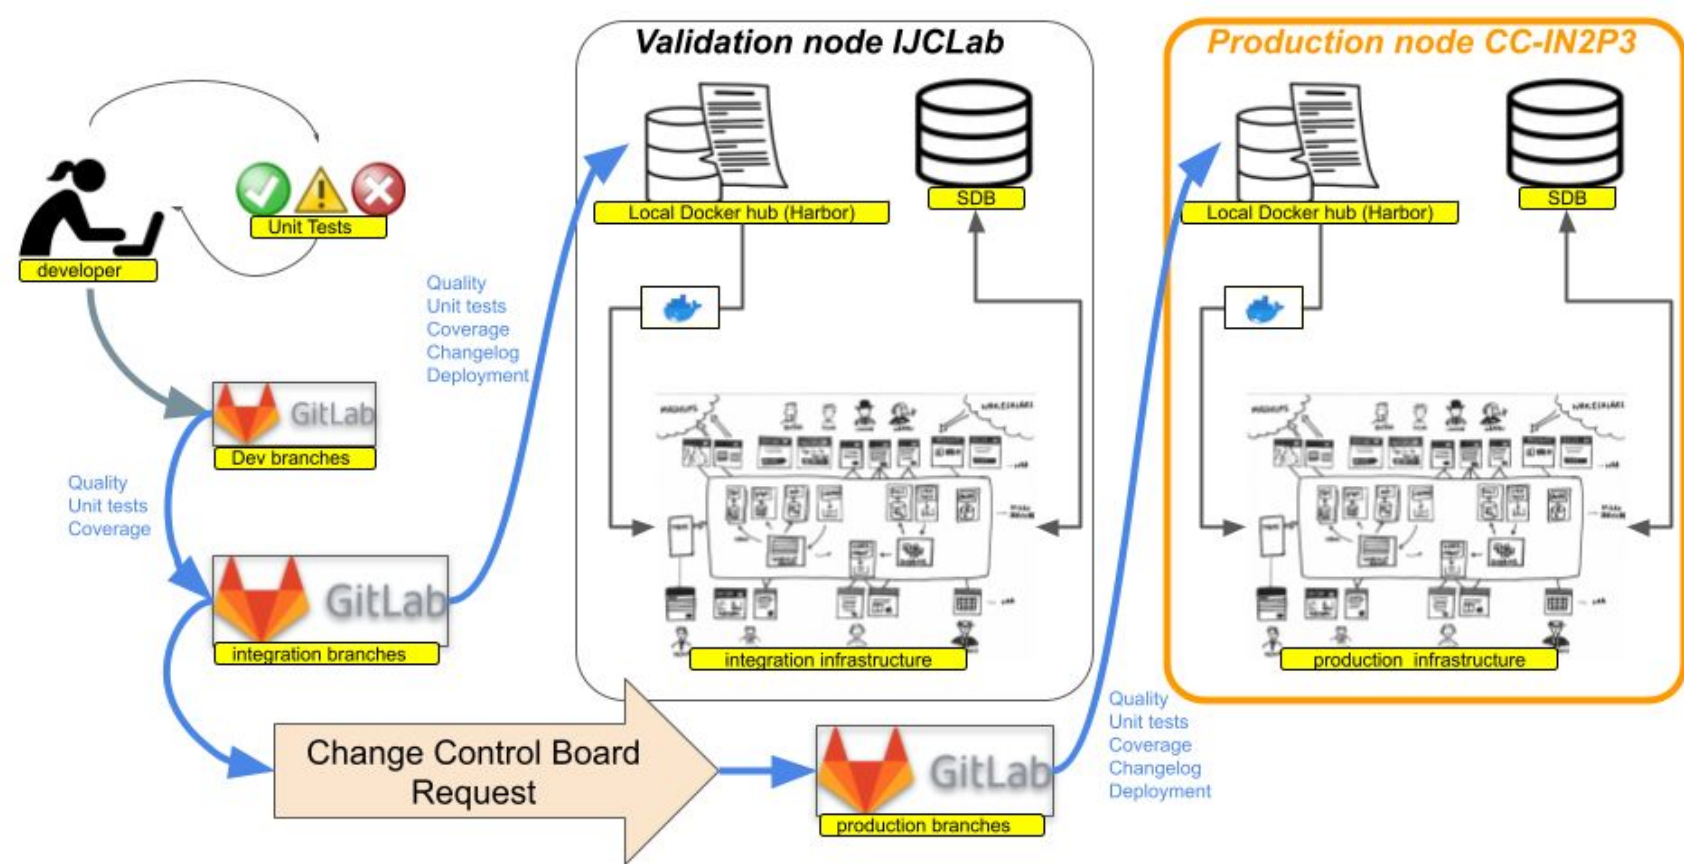 Validation node IJCLab
Production node CC-IN2P3
Unit Tests
developer
Local Docker hub (Harbor)
SDB
Local Docker hub (Harbor)
SDB
Quality
Unit tests
Coverage
Changelog
Deployment
GitLab
Dev branches
Quality
Unit tests
Coverage
GitLab
integration branches
integration infrastructure
production infrastructure
Change Control Board
Request
GitLab
production branches
Quality
Unit tests
Coverage
Changelog
Deployment